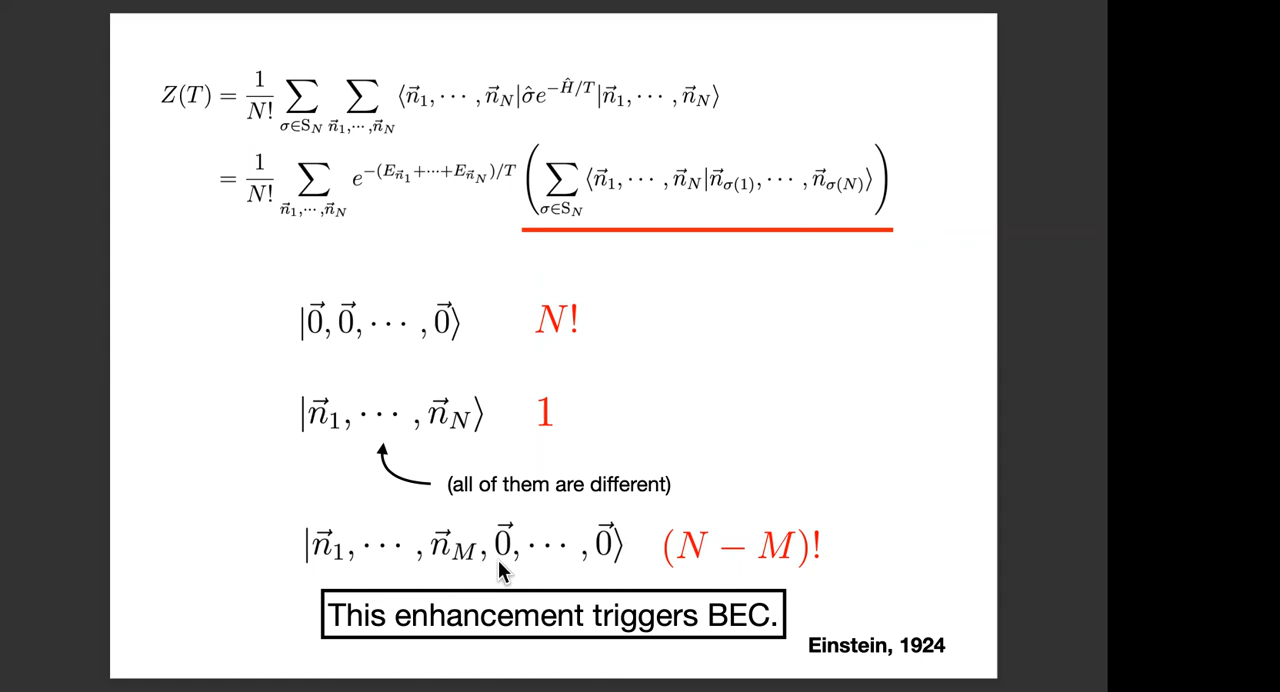 Z(T) = \frac{1}{N!} \sum_{\sigma \in S_N} \sum_{\vec{n}_1, \cdots, \vec{n}_N} \langle \vec{n}_1, \cdots, \vec{n}_N | \hat{\sigma} e^{-\hat{H}/T} | \vec{n}_1, \cdots, \vec{n}_N \rangle
= \frac{1}{N!} \sum_{\vec{n}_1, \cdots, \vec{n}_N} e^{-(E_{\vec{n}_1} + \cdots + E_{\vec{n}_N})/T} \left( \sum_{\sigma \in S_N} \langle \vec{n}_1, \cdots, \vec{n}_N | \vec{n}_{\sigma(1)}, \cdots, \vec{n}_{\sigma(N)} \rangle \right)
|\vec{0}, \vec{0}, \cdots, \vec{0}\rangle N!
|\vec{n}_1, \cdots, \vec{n}_N\rangle 1
(all of them are different)
|\vec{n}_1, \cdots, \vec{n}_M, \vec{0}, \cdots, \vec{0}\rangle (N - M)!
This enhancement triggers BEC.
Einstein, 1924